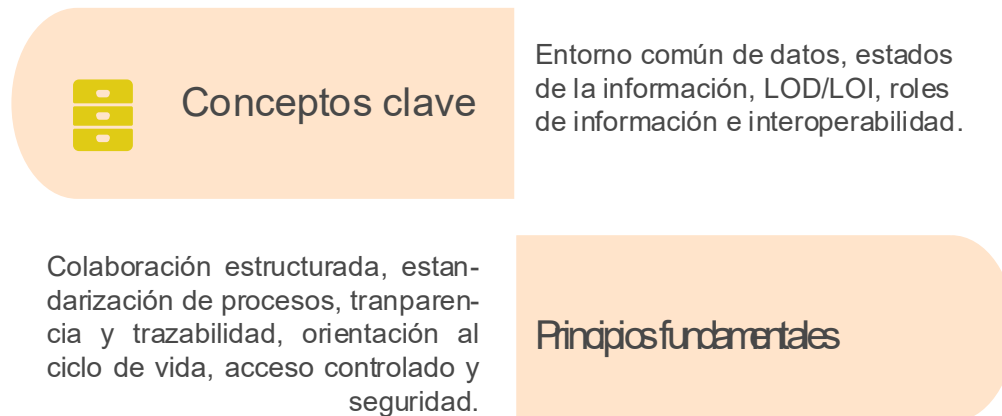 Conceptos clave
Entorno común de datos, estados
de la información, LOD/LOI, roles
de información e interoperabilidad.
Colaboración estructurada, estan-
darización de procesos, tranparen-
cia y trazabilidad, orientación al
ciclo de vida, acceso controlado y
seguridad.
Principios fundamentales